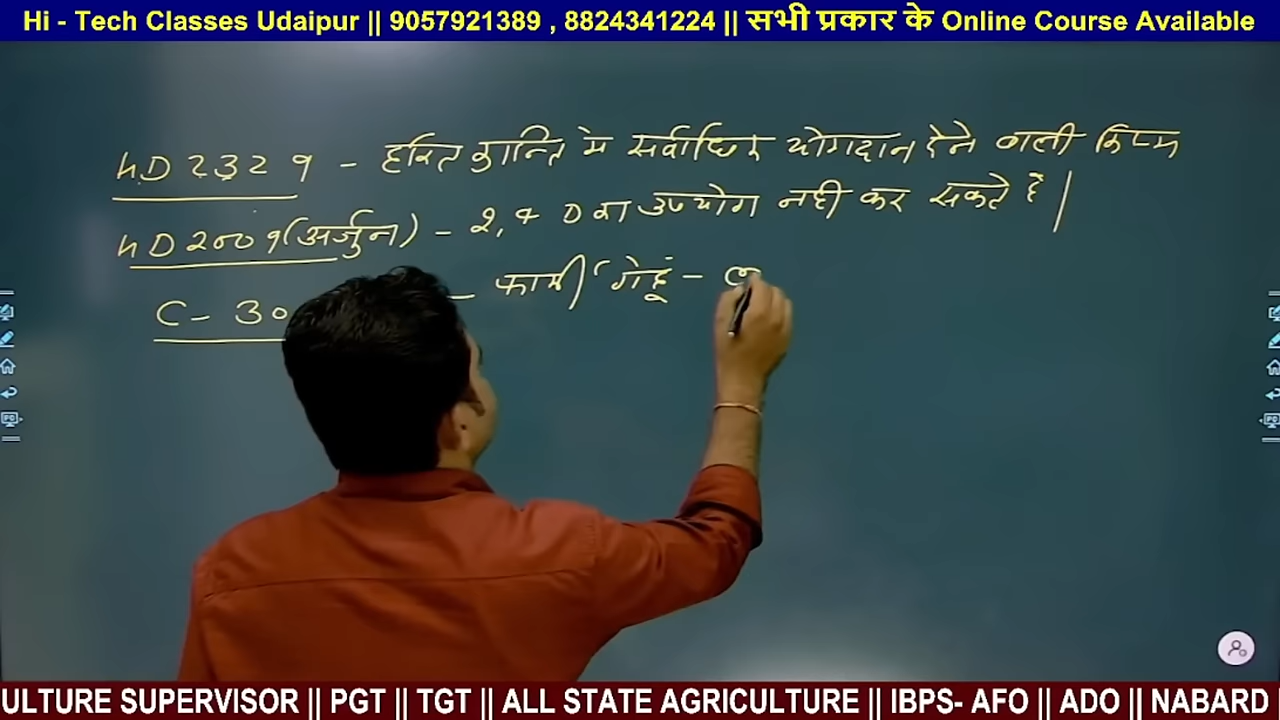 Hi - Tech Classes Udaipur || 9057921389 , 8824341224 || सभी प्रकार के Online Course Available
HD 2329 - हरित क्रान्ति मे सर्वाधिक योगदान देने वाली किस्म
HD 2009 (अर्जुन) - 2,4 D का उपयोग नही कर सकते है|
C - 30 - फार्मी गेहूं -
ULTURE SUPERVISOR || PGT || TGT || ALL STATE AGRICULTURE || IBPS- AFO || ADO || NABARD